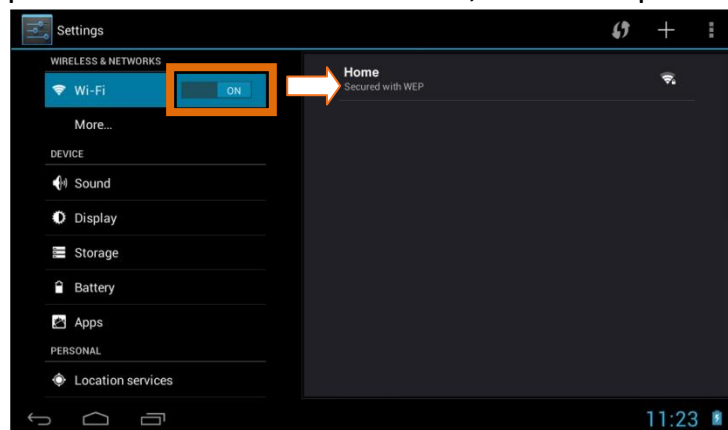 Settings
WIRELESS & NETWORKS
Wi-Fi
ON
More...
DEVICE
Sound
Display
Storage
Battery
Apps
PERSONAL
Location services
Home
Secured with WEP
11:23